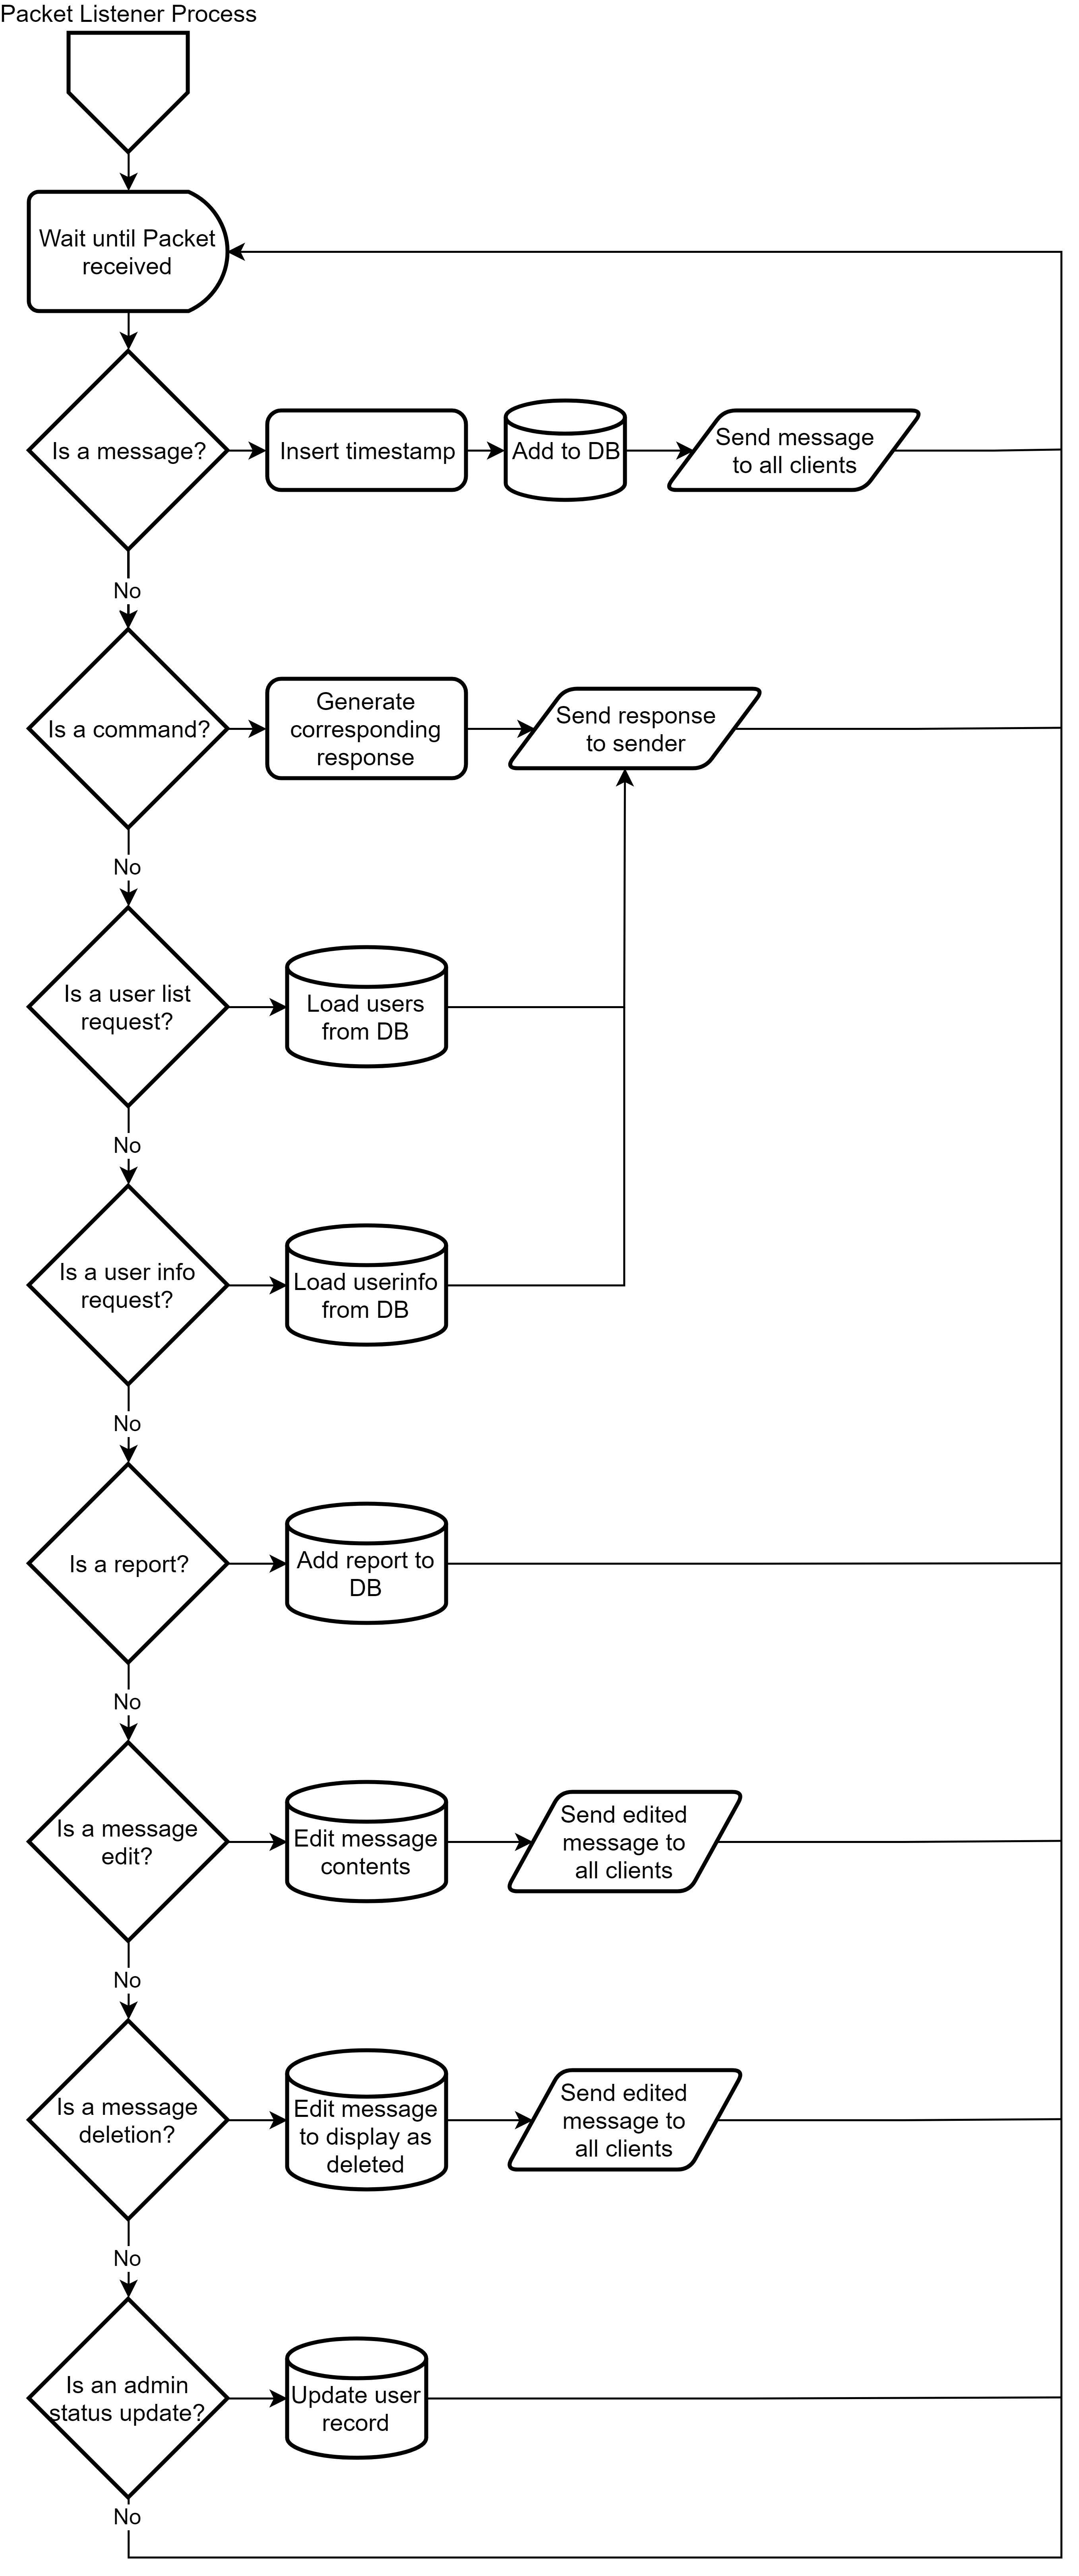 Packet Listener Process
Wait until Packet
received
Is a message?
Insert timestamp
Add to DB
Send message
to all clients
No
Is a command?
Generate
corresponding
response
Send response
to sender
No
Is a user list
request?
Load users
from DB
No
Is a user info
request?
Load userinfo
from DB
No
Is a report?
Add report to
DB
No
Is a message
edit?
Edit message
contents
Send edited
message to
all clients
No
Is a message
deletion?
Edit message
to display as
deleted
Send edited
message to
all clients
No
Is an admin
status update?
Update user
record
No